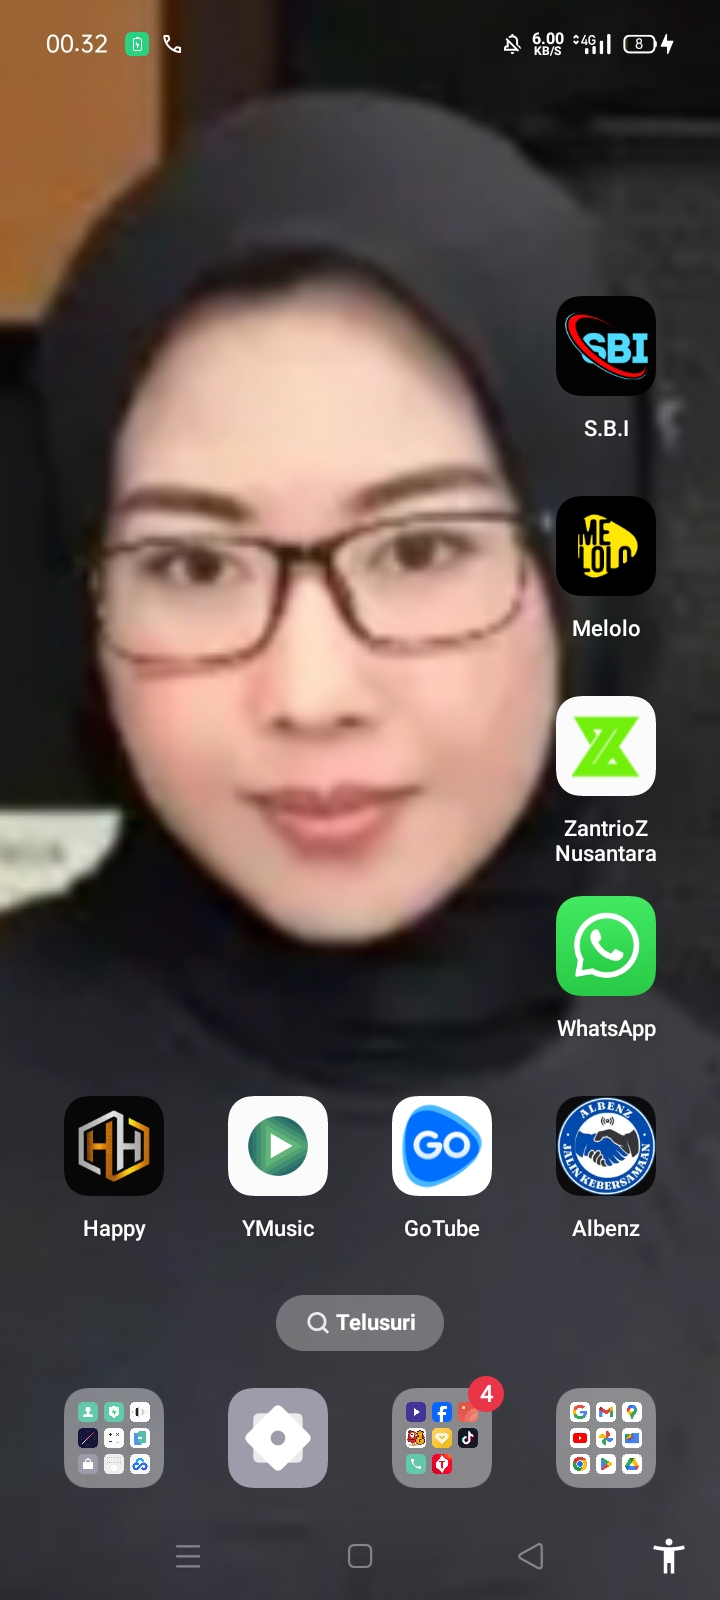 00.32
6.00
KB/S
4G
8
SBI
S.B.I
ME
LOLO
Melolo
ZantrioZ
Nusantara
WhatsApp
HH
GO
ALBENZ
JALIN KEBERSAMAAN
Happy
YMusic
GoTube
Albenz
Telusuri
4